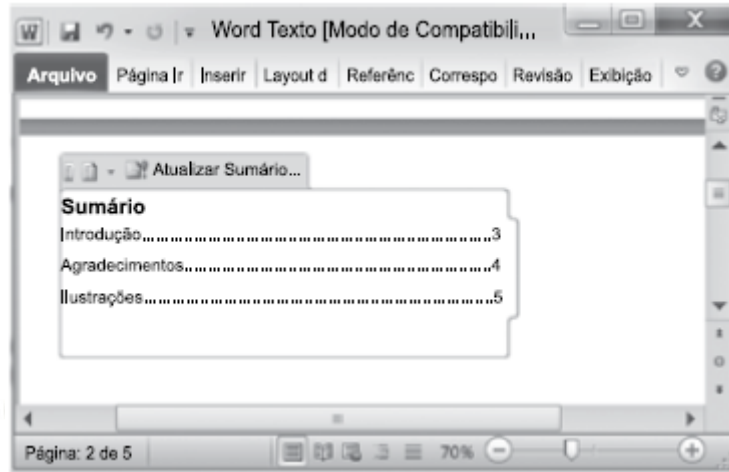 W Word Texto [Modo de Compatibili...
Arquivo Página Ir Inserir Layout d Referênc Correspo Revisão Exibição
Atualizar Sumário...
Sumário
Introdução...........................................................3
Agradecimentos...................................................4
Ilustrações...........................................................5
Página: 2 de 5 70%